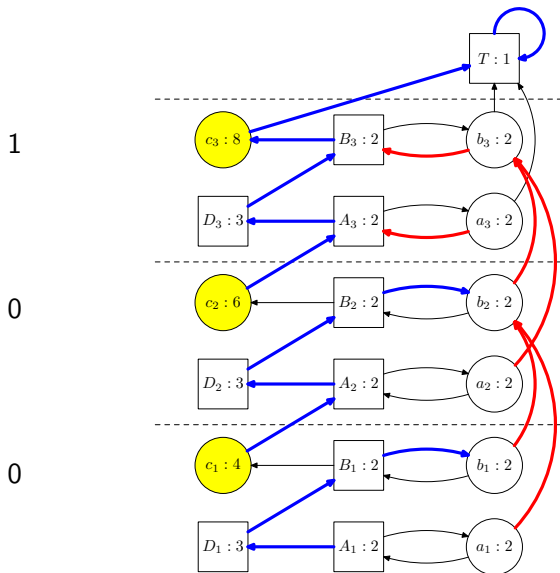 T : 1
1 c₃ : 8 B₃ : 2 b₃ : 2
D₃ : 3 A₃ : 2 a₃ : 2
0 c₂ : 6 B₂ : 2 b₂ : 2
D₂ : 3 A₂ : 2 a₂ : 2
0 c₁ : 4 B₁ : 2 b₁ : 2
D₁ : 3 A₁ : 2 a₁ : 2